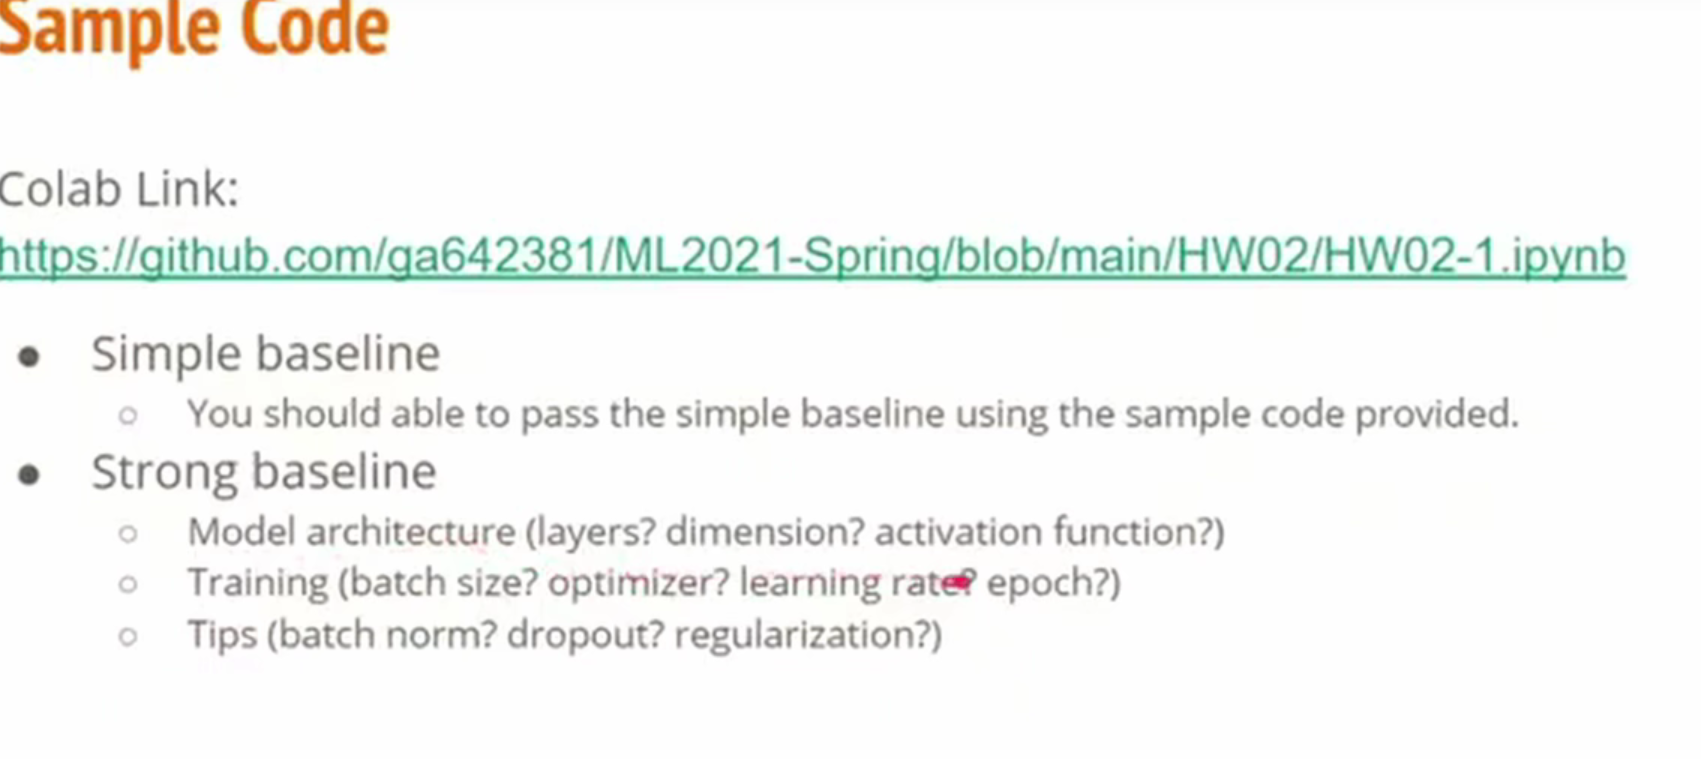 Sample Code
Colab Link:
https://github.com/ga642381/ML2021-Spring/blob/main/HW02/HW02-1.ipynb
● Simple baseline
○ You should able to pass the simple baseline using the sample code provided.
● Strong baseline
○ Model architecture (layers? dimension? activation function?)
○ Training (batch size? optimizer? learning rate? epoch?)
○ Tips (batch norm? dropout? regularization?)